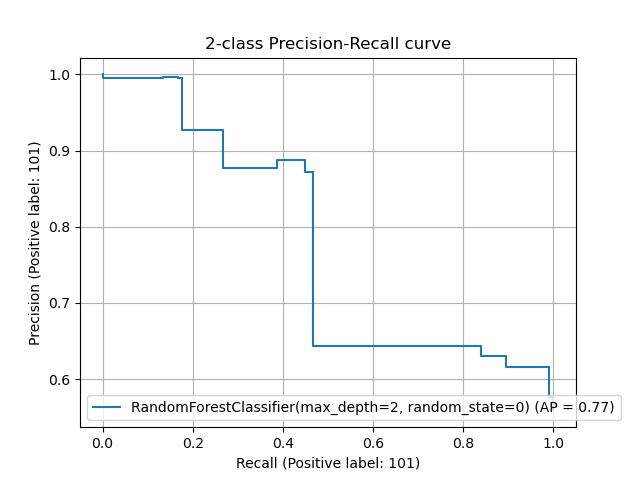 2-class Precision-Recall curve
1.0
0.9
0.8
0.7
0.6
Precision (Positive label: 101)
RandomForestClassifier(max_depth=2, random_state=0) (AP = 0.77)
0.0 0.2 0.4 0.6 0.8 1.0
Recall (Positive label: 101)